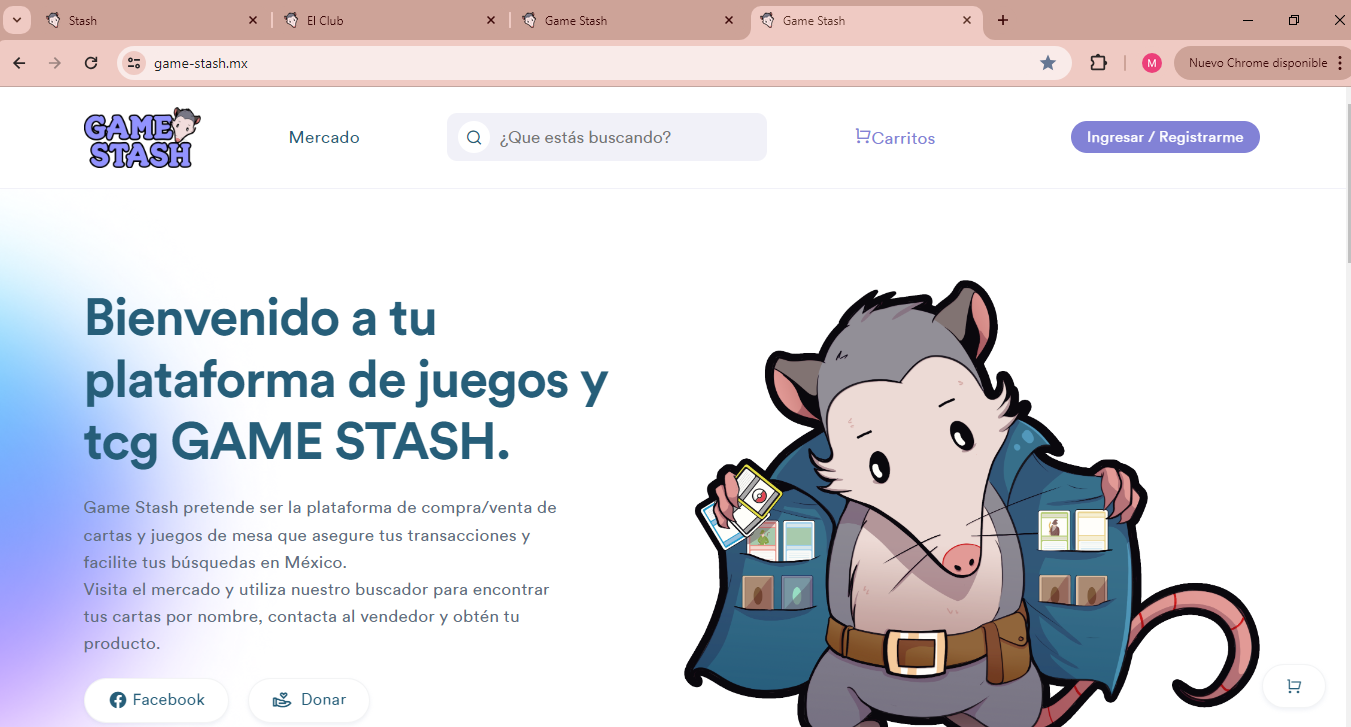 Stash
El Club
Game Stash
Game Stash
game-stash.mx
M
Nuevo Chrome disponible
GAME
STASH
Mercado
¿Que estás buscando?
Carritos
Ingresar / Registrarme
Bienvenido a tu
plataforma de juegos y
tcg GAME STASH.
Game Stash pretende ser la plataforma de compra/venta de
cartas y juegos de mesa que asegure tus transacciones y
facilite tus búsquedas en México.
Visita el mercado y utiliza nuestro buscador para encontrar
tus cartas por nombre, contacta al vendedor y obtén tu
producto.
Facebook
Donar